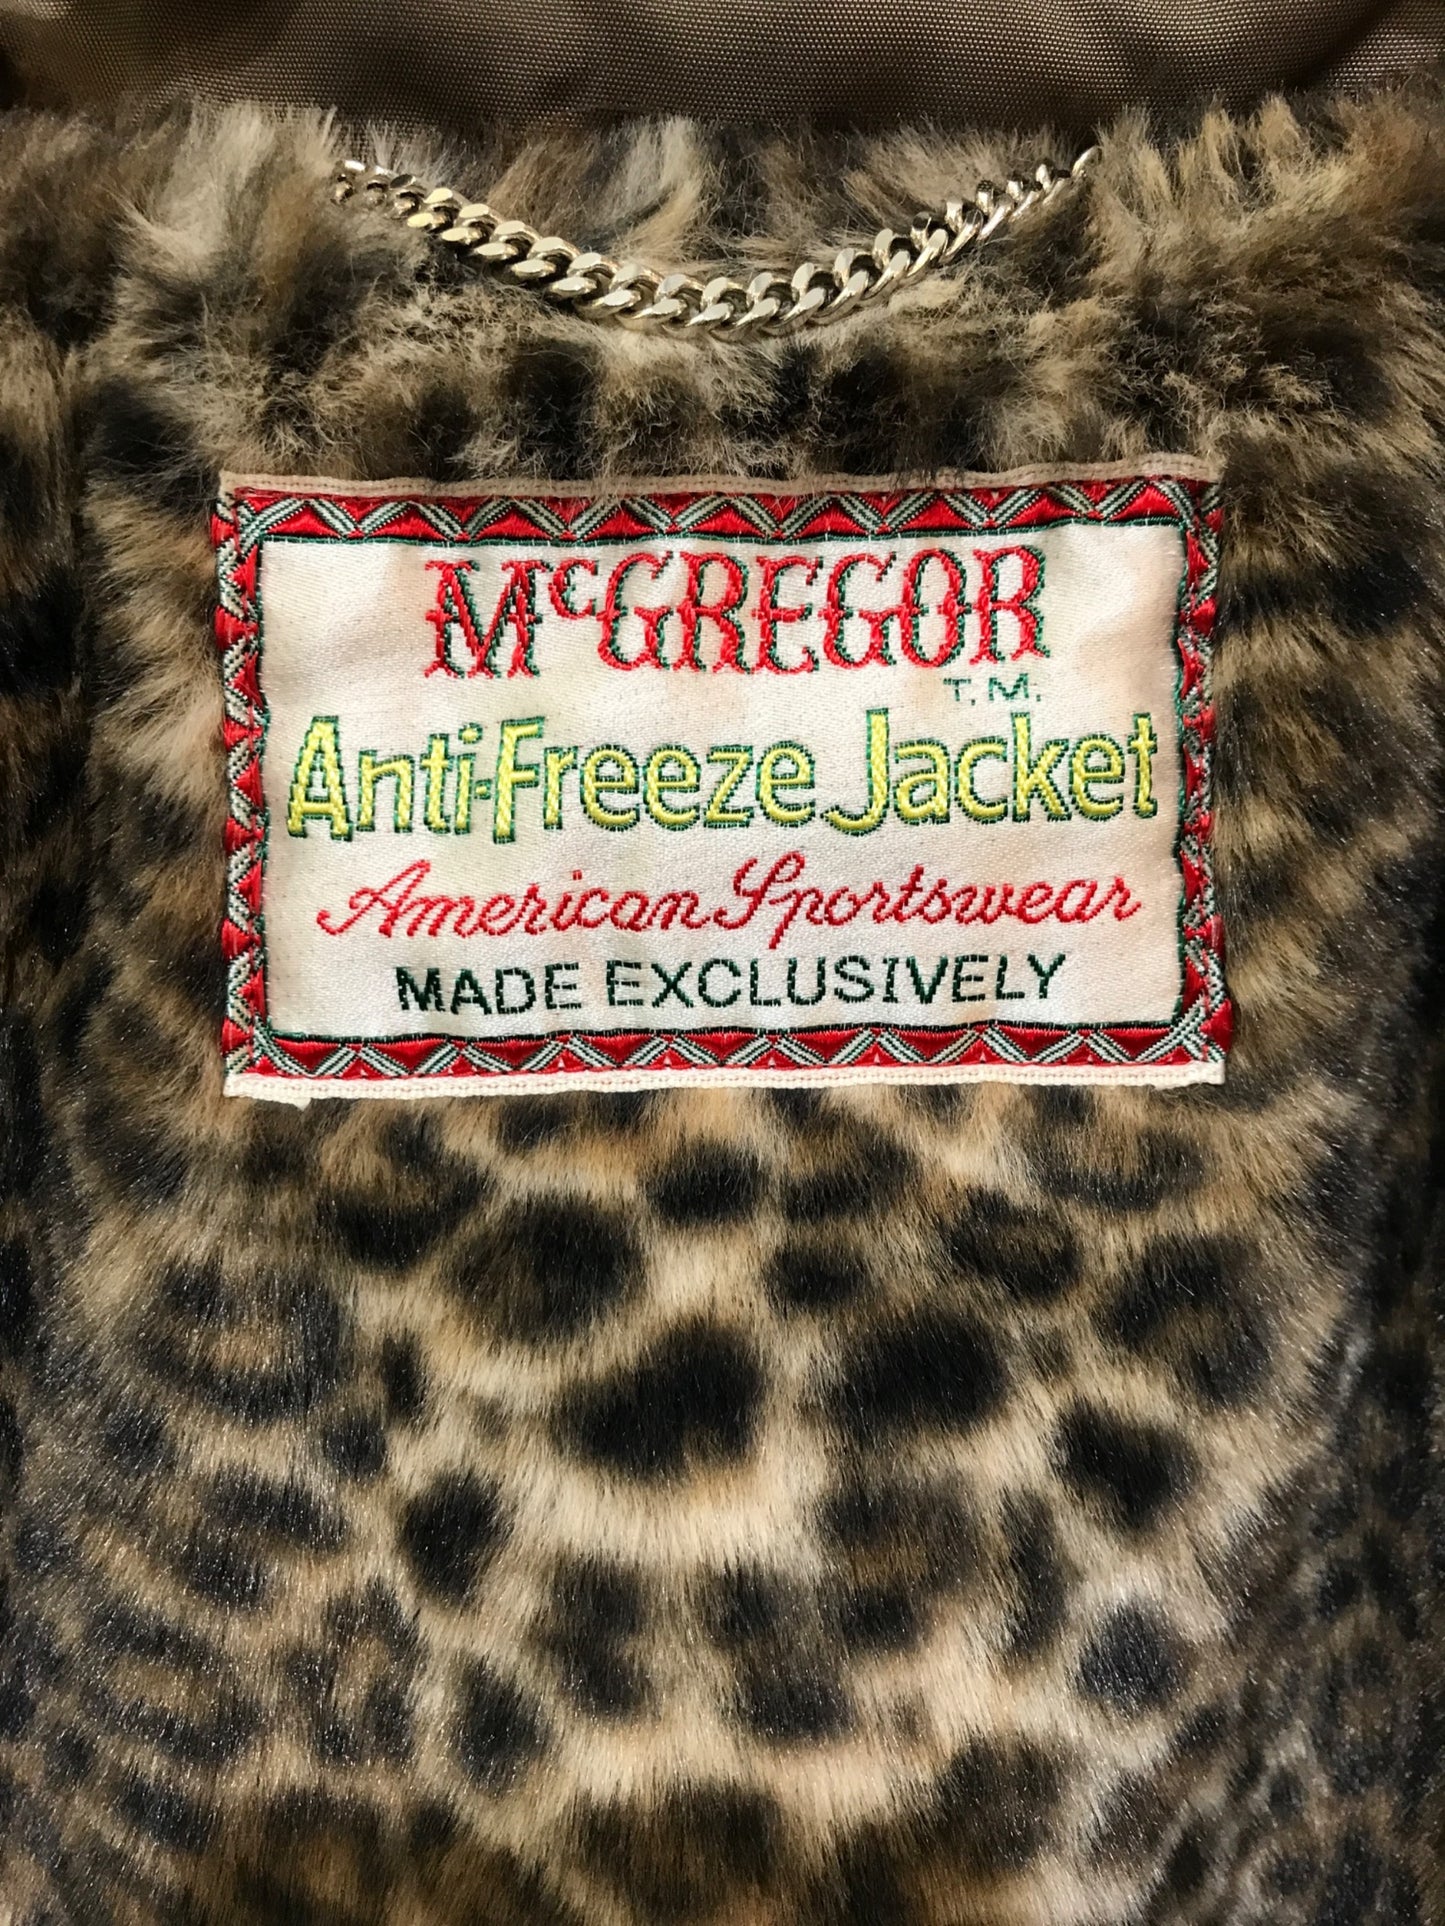 McGREGOR
T.M.
Anti-Freeze Jacket
American Sportswear
MADE EXCLUSIVELY